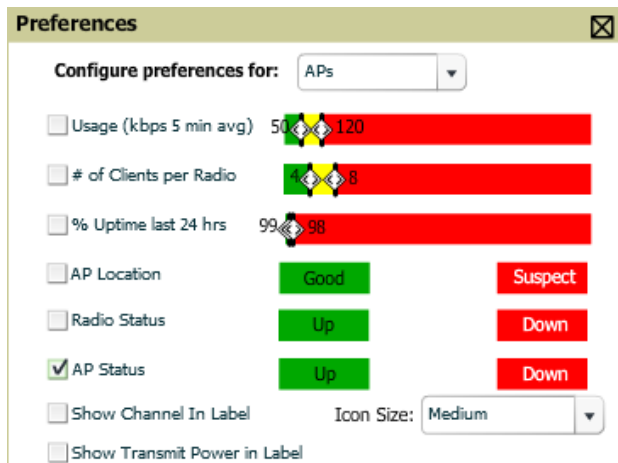 Preferences
Configure preferences for: APs
Usage (kbps 5 min avg) 50 120
# of Clients per Radio 4 8
% Uptime last 24 hrs 99 98
AP Location Good Suspect
Radio Status Up Down
AP Status Up Down
Show Channel In Label Icon Size: Medium
Show Transmit Power in Label